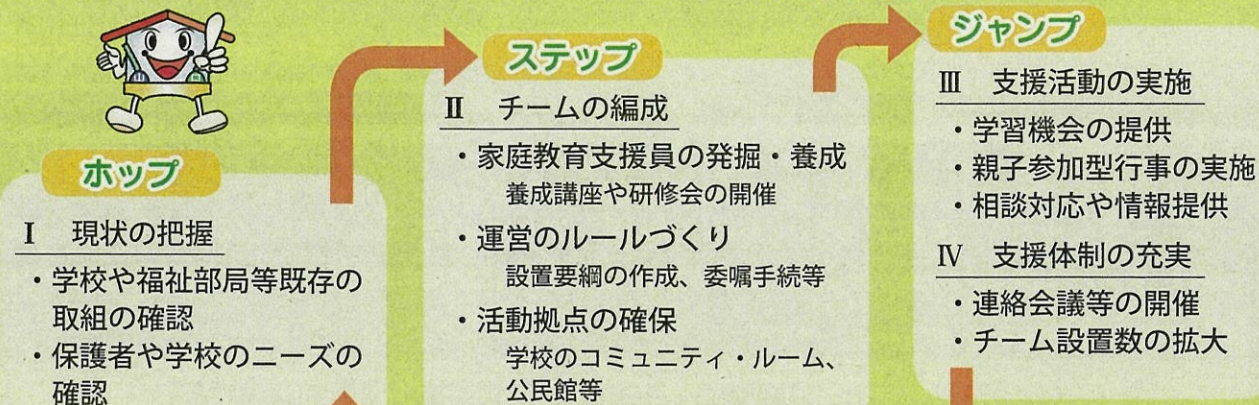 ホップ
Ⅰ 現状の把握
・学校や福祉部局等既存の
取組の確認
・保護者や学校のニーズの
確認
ステップ
Ⅱ チームの編成
・家庭教育支援員の発掘・養成
養成講座や研修会の開催
・運営のルールづくり
設置要綱の作成、委嘱手続等
・活動拠点の確保
学校のコミュニティ・ルーム、
公民館等
ジャンプ
Ⅲ 支援活動の実施
・学習機会の提供
・親子参加型行事の実施
・相談対応や情報提供
Ⅳ 支援体制の充実
・連絡会議等の開催
・チーム設置数の拡大